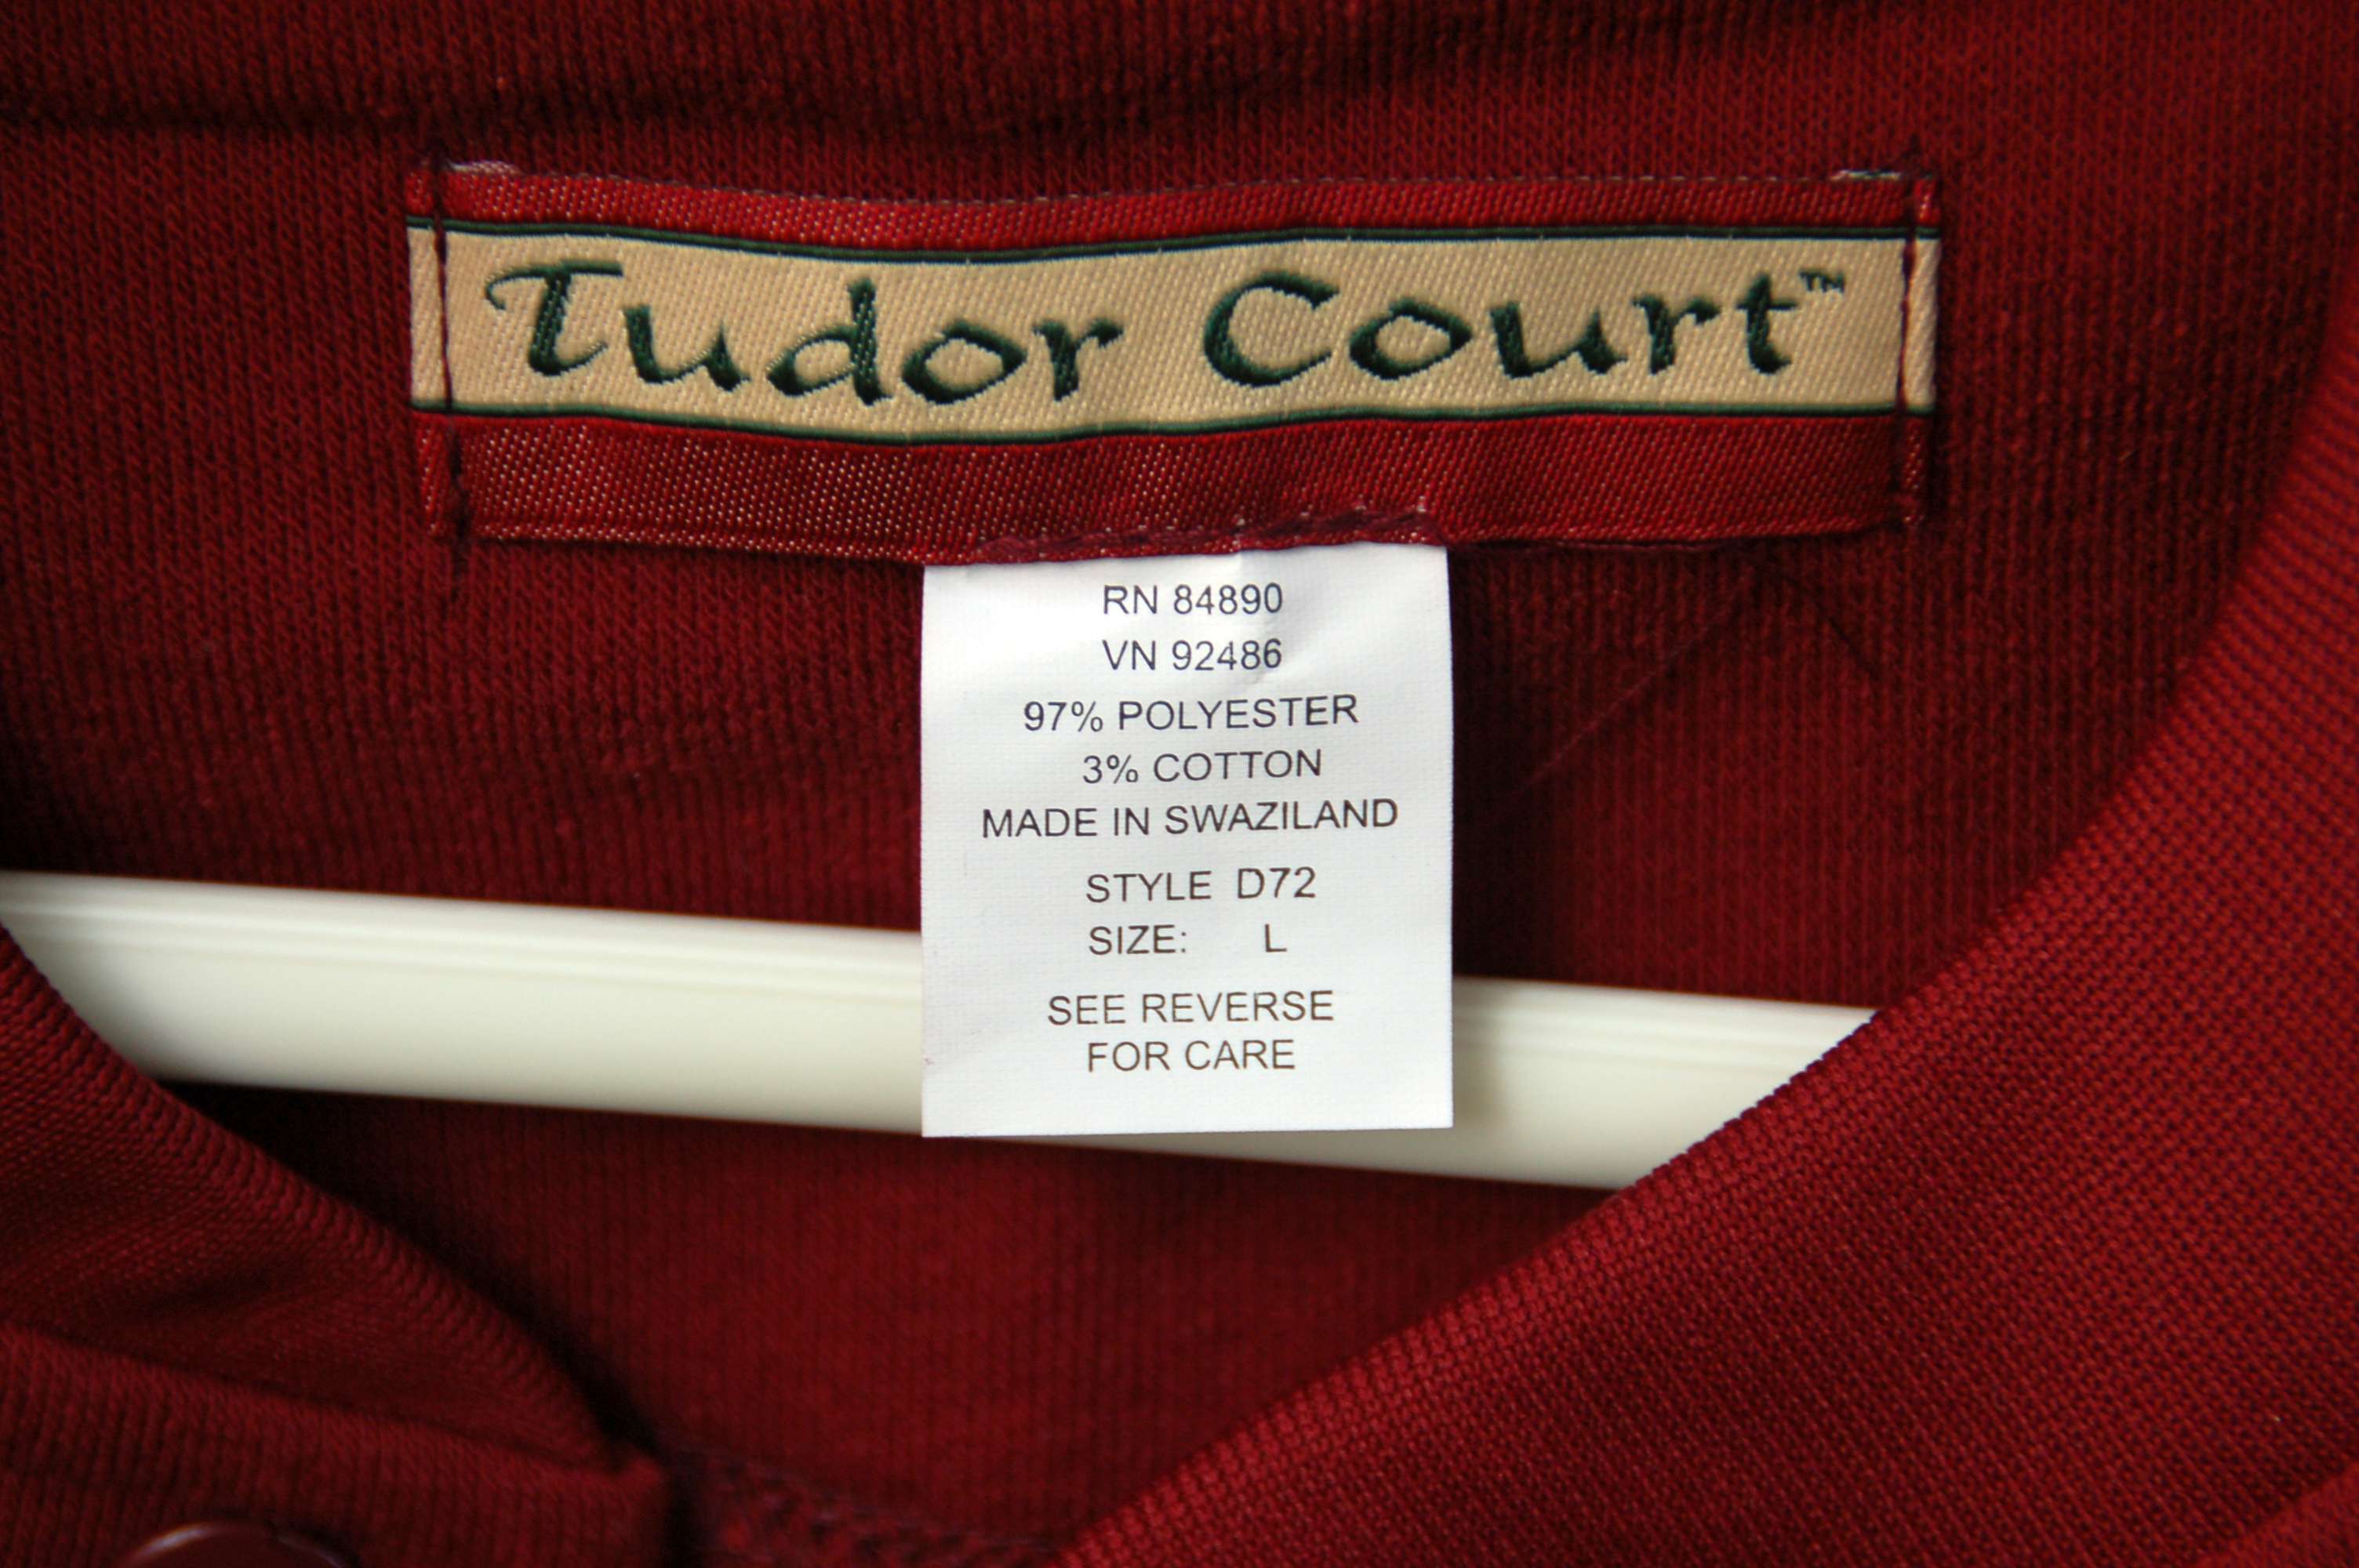 Tudor Court™
RN 84890
VN 92486
97% POLYESTER
3% COTTON
MADE IN SWAZILAND
STYLE D72
SIZE: L
SEE REVERSE
FOR CARE